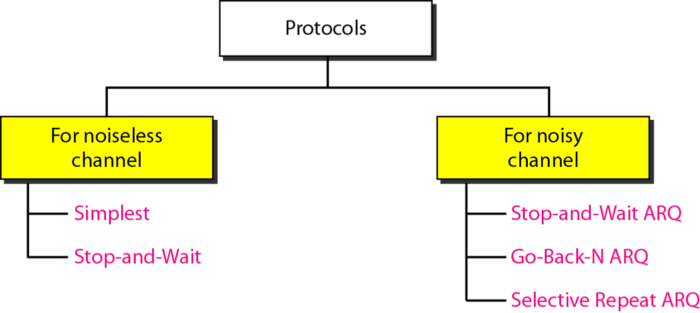 Protocols
For noiseless
channel
For noisy
channel
Simplest
Stop-and-Wait
Stop-and-Wait ARQ
Go-Back-N ARQ
Selective Repeat ARQ